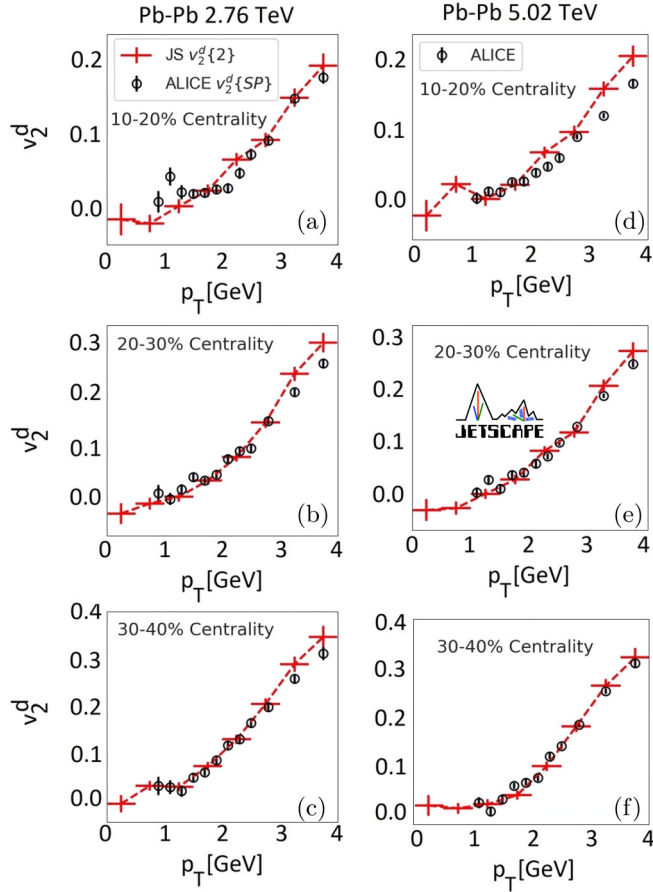 Pb-Pb 2.76 TeV
Pb-Pb 5.02 TeV
JS v₂ᵈ{2}
ALICE v₂ᵈ{SP}
10-20% Centrality
0.2
0.1
0.0
v₂ᵈ
(a)
0 1 2 3 4
p_T[GeV]
ALICE
10-20% Centrality
0.2
0.1
0.0
(d)
0 1 2 3 4
p_T[GeV]
20-30% Centrality
0.3
0.2
0.1
0.0
v₂ᵈ
(b)
0 1 2 3 4
p_T[GeV]
20-30% Centrality
JETSCAPE
0.3
0.2
0.1
0.0
(e)
0 1 2 3 4
p_T[GeV]
30-40% Centrality
0.4
0.3
0.2
0.1
0.0
v₂ᵈ
(c)
0 1 2 3 4
p_T[GeV]
30-40% Centrality
0.4
0.3
0.2
0.1
0.0
(f)
0 1 2 3 4
p_T[GeV]